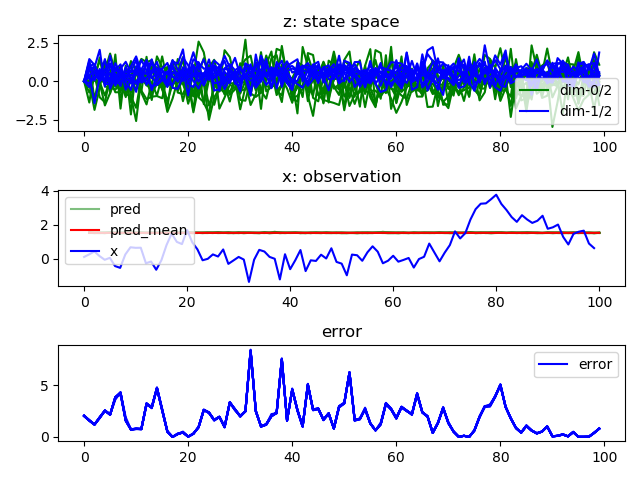 z: state space
2.5
0.0
−2.5
dim-0/2
dim-1/2
0 20 40 60 80 100
x: observation
4
2
0
pred
pred_mean
x
0 20 40 60 80 100
error
5
0
error
0 20 40 60 80 100